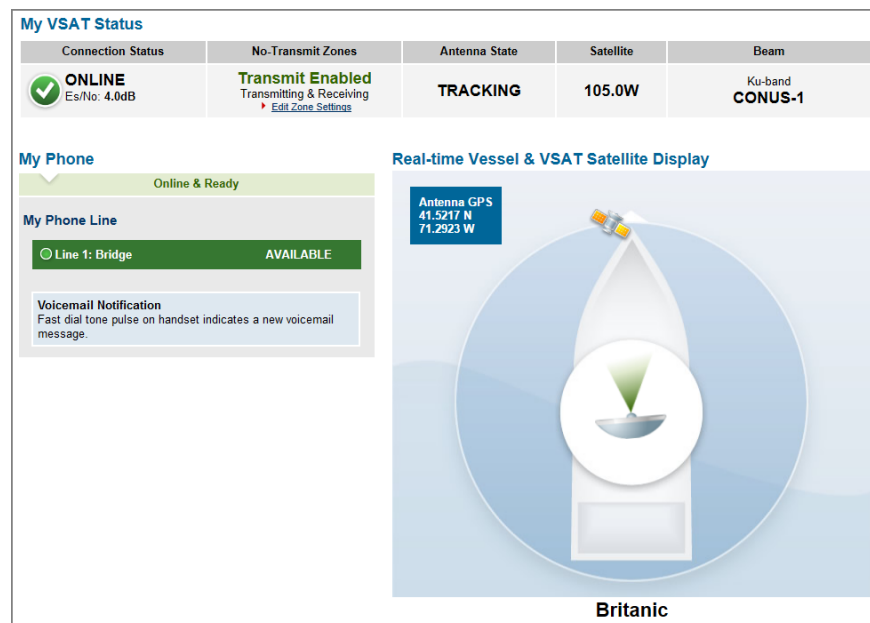 My VSAT Status
Connection Status No-Transmit Zones Antenna State Satellite Beam
ONLINE
Es/No: 4.0dB
Transmit Enabled
Transmitting & Receiving
Edit Zone Settings
TRACKING
105.0W
Ku-band
CONUS-1
My Phone
Online & Ready
My Phone Line
Line 1: Bridge AVAILABLE
Voicemail Notification
Fast dial tone pulse on handset indicates a new voicemail
message.
Real-time Vessel & VSAT Satellite Display
Antenna GPS
41.5217 N
71.2923 W
Britanic